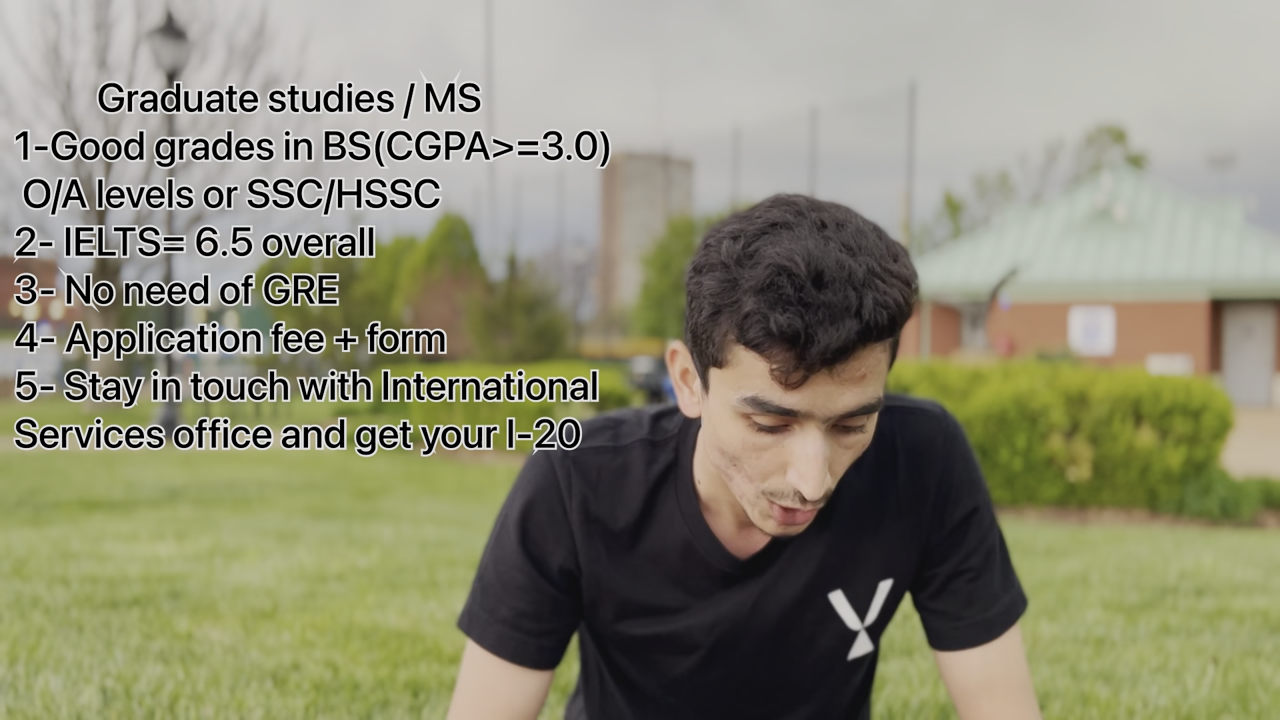 Graduate studies / MS
1-Good grades in BS(CGPA>=3.0)
O/A levels or SSC/HSSC
2- IELTS= 6.5 overall
3- No need of GRE
4- Application fee + form
5- Stay in touch with International
Services office and get your I-20